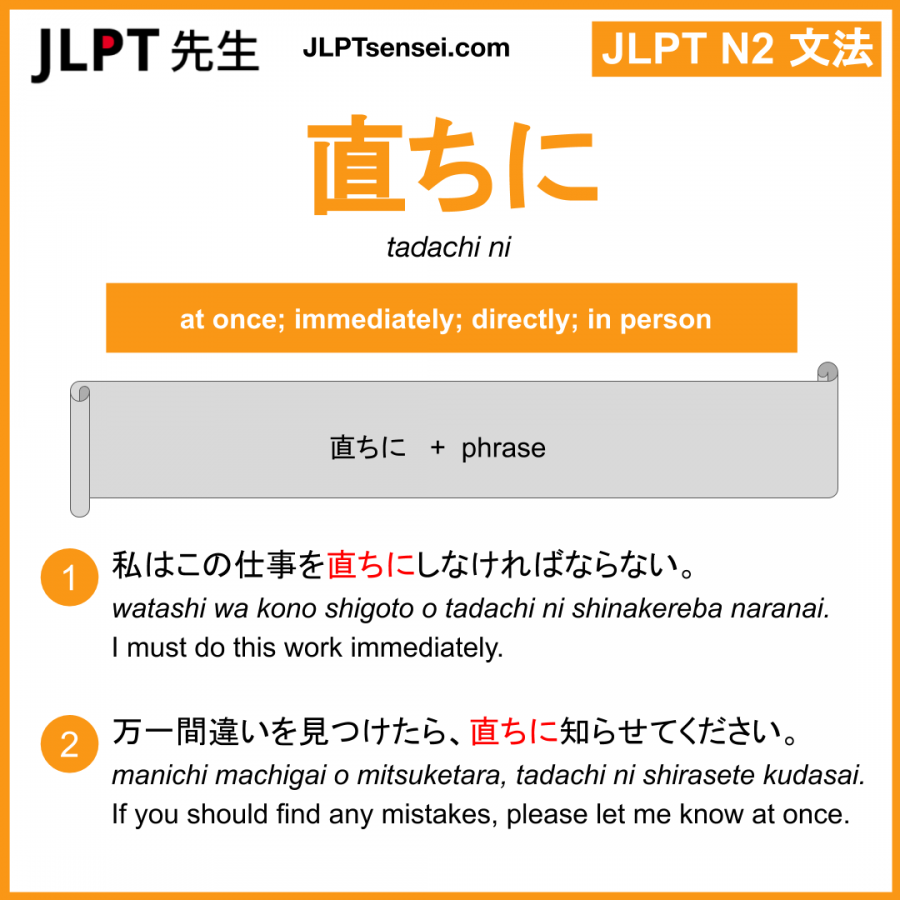 JLPT 先生
JLPTsensei.com
JLPT N2 文法
直ちに
tadachi ni
at once; immediately; directly; in person
直ちに + phrase
1 私はこの仕事を直ちにしなければならない。
watashi wa kono shigoto o tadachi ni shinakereba naranai.
I must do this work immediately.
2 万一間違いを見つけたら、直ちに知らせてください。
manichi machigai o mitsuketara, tadachi ni shirasete kudasai.
If you should find any mistakes, please let me know at once.